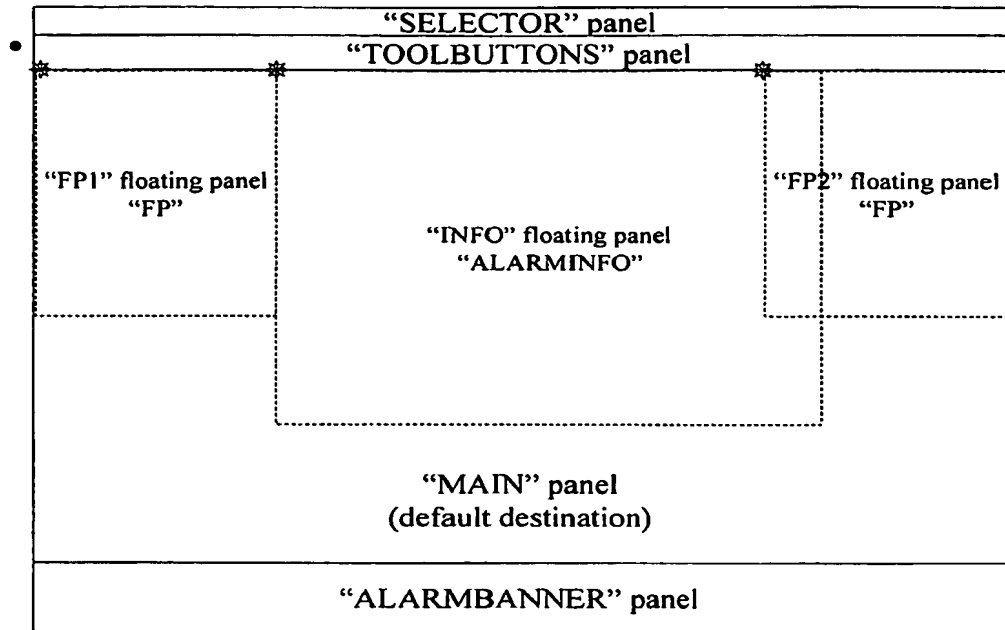 “SELECTOR” panel
“TOOLBUTTONS” panel
“FP1” floating panel
“FP”
“FP2” floating panel
“FP”
“INFO” floating panel
“ALARMINFO”
“MAIN” panel
(default destination)
“ALARMBANNER” panel